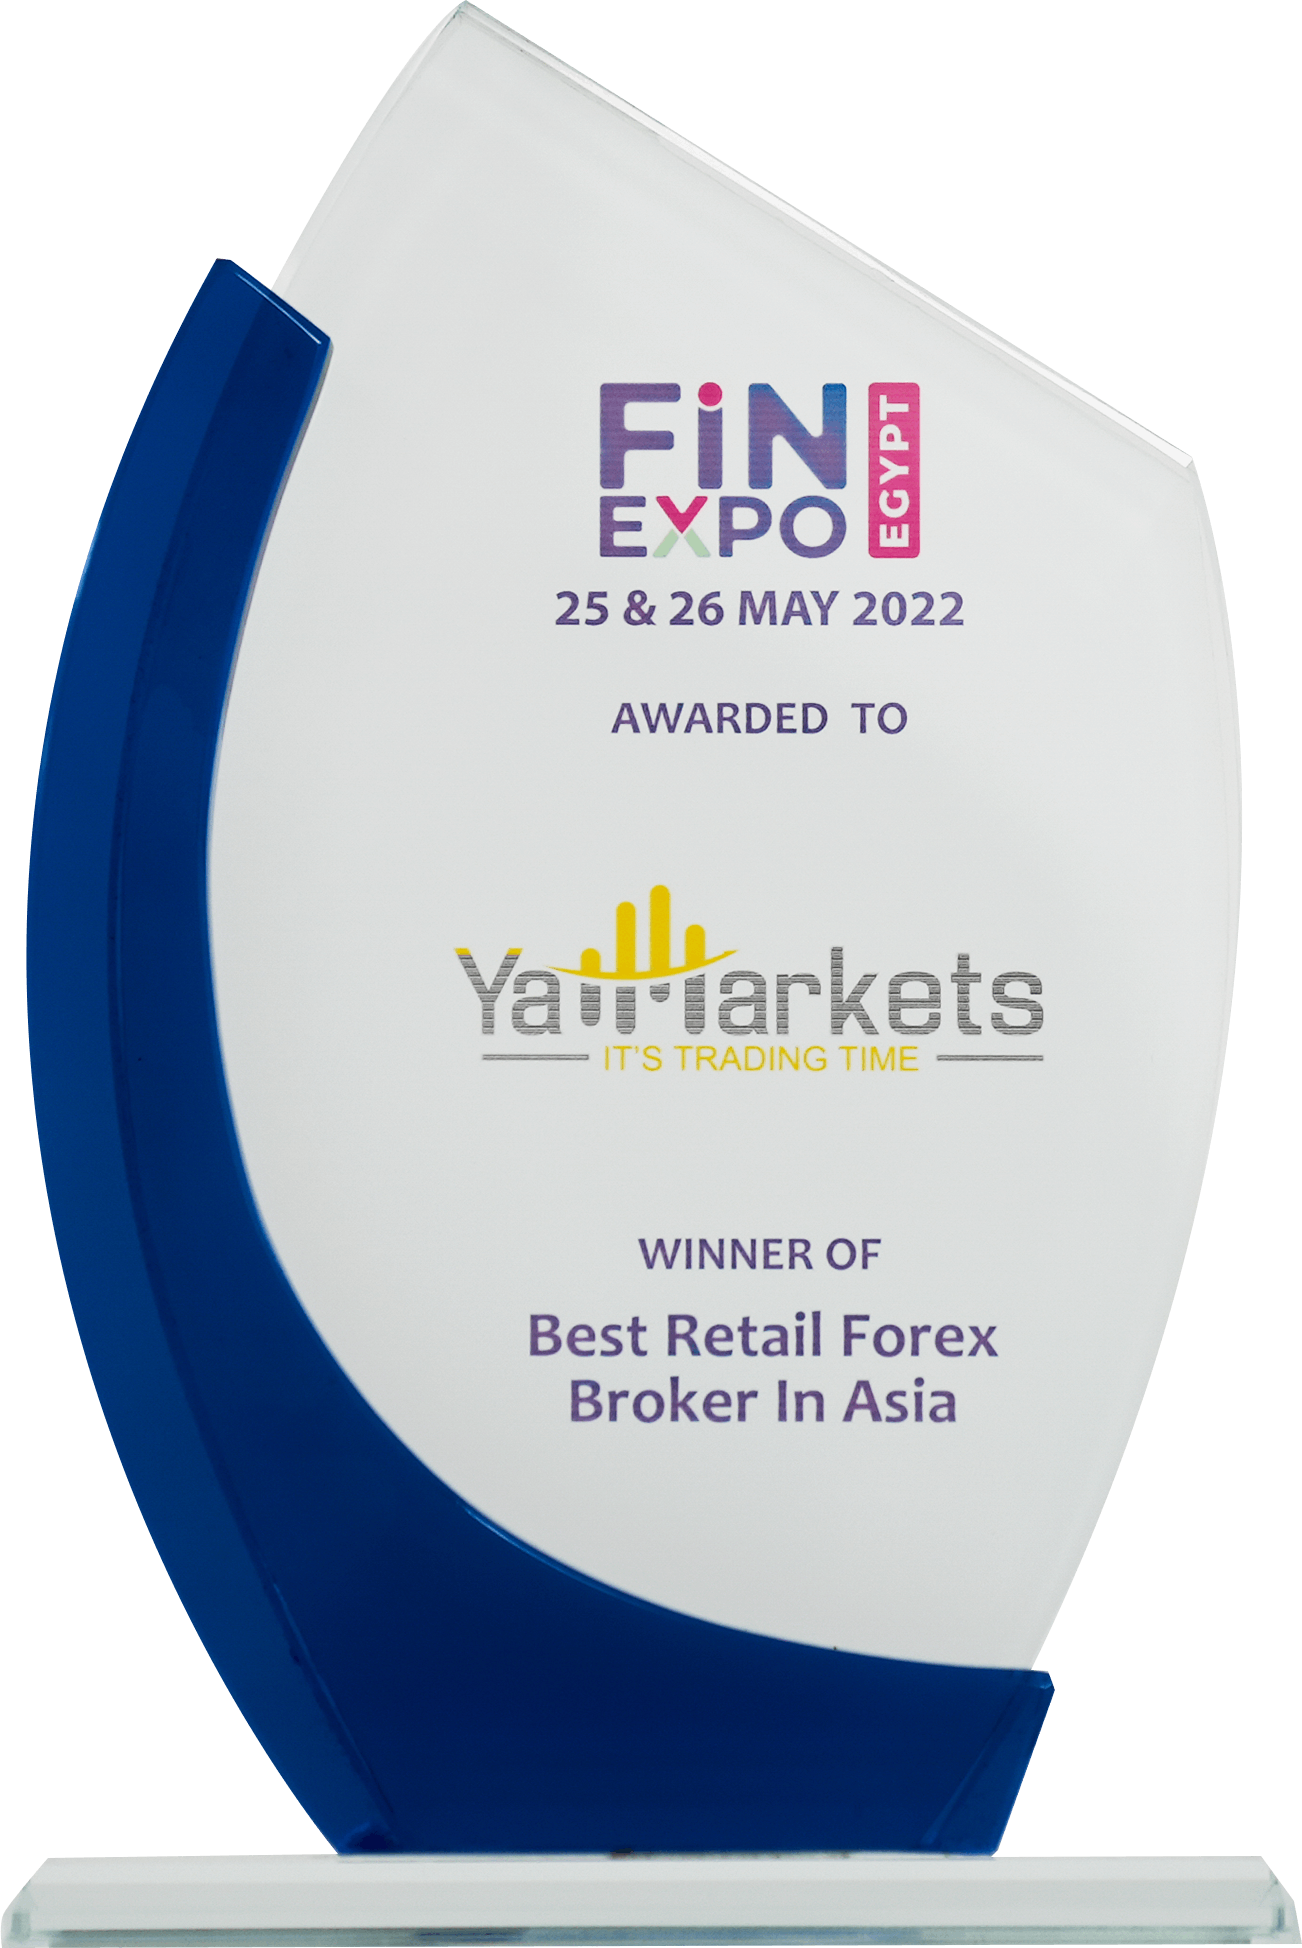 FiN
EXPO
EGYPT
25 & 26 MAY 2022
AWARDED TO
YaMarkets
IT'S TRADING TIME
WINNER OF
Best Retail Forex
Broker In Asia